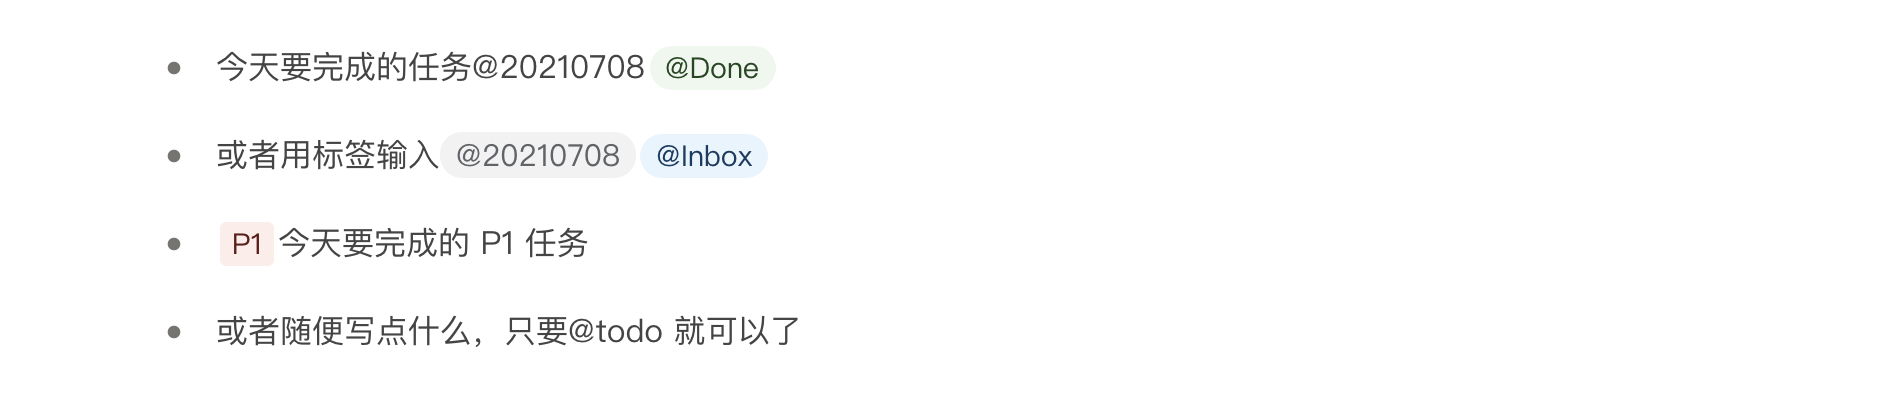 今天要完成的任务@20210708 @Done
或者用标签输入 @20210708 @Inbox
P1 今天要完成的 P1 任务
或者随便写点什么，只要@todo 就可以了